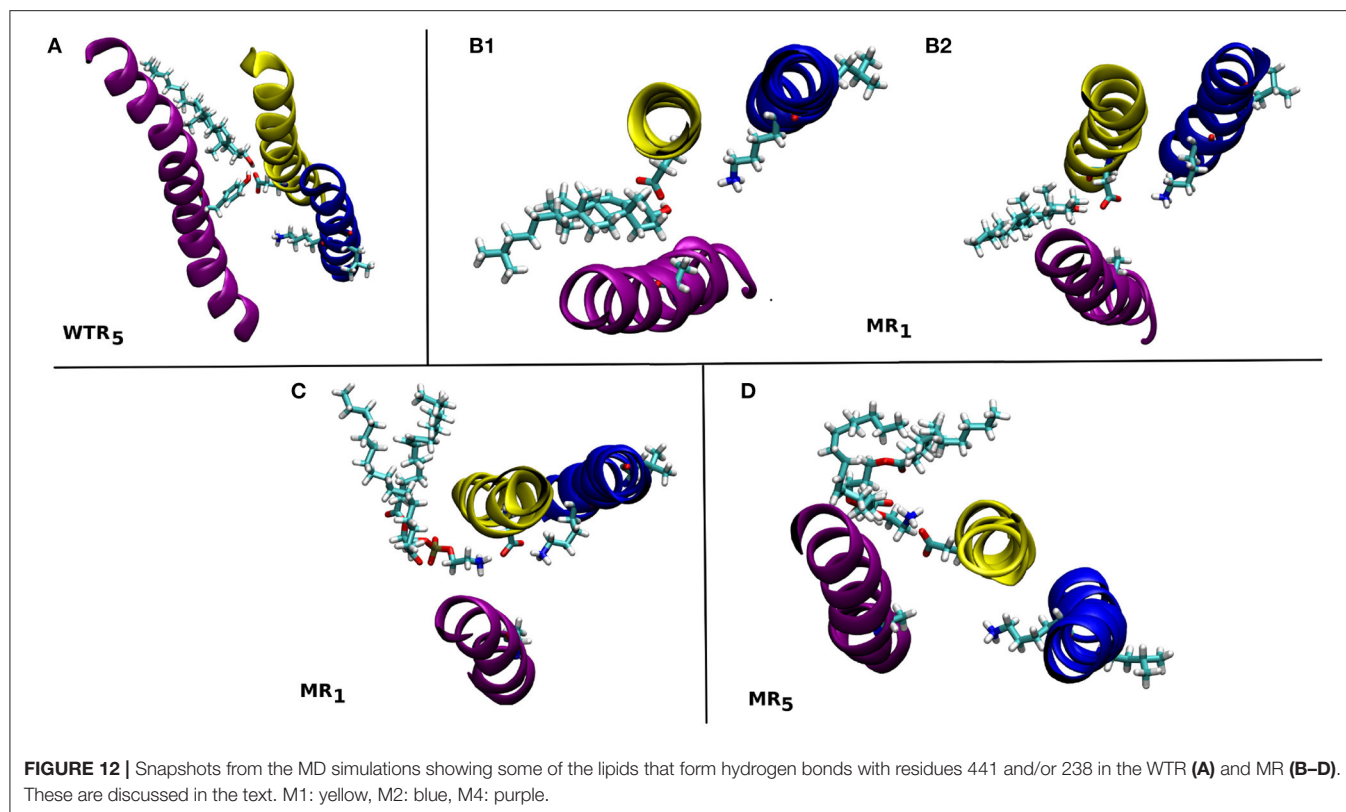 A
B1
B2
WTR5
MR1
C
D
MR1
MR5
FIGURE 12 | Snapshots from the MD simulations showing some of the lipids that form hydrogen bonds with residues 441 and/or 238 in the WTR (A) and MR (B–D).
These are discussed in the text. M1: yellow, M2: blue, M4: purple.